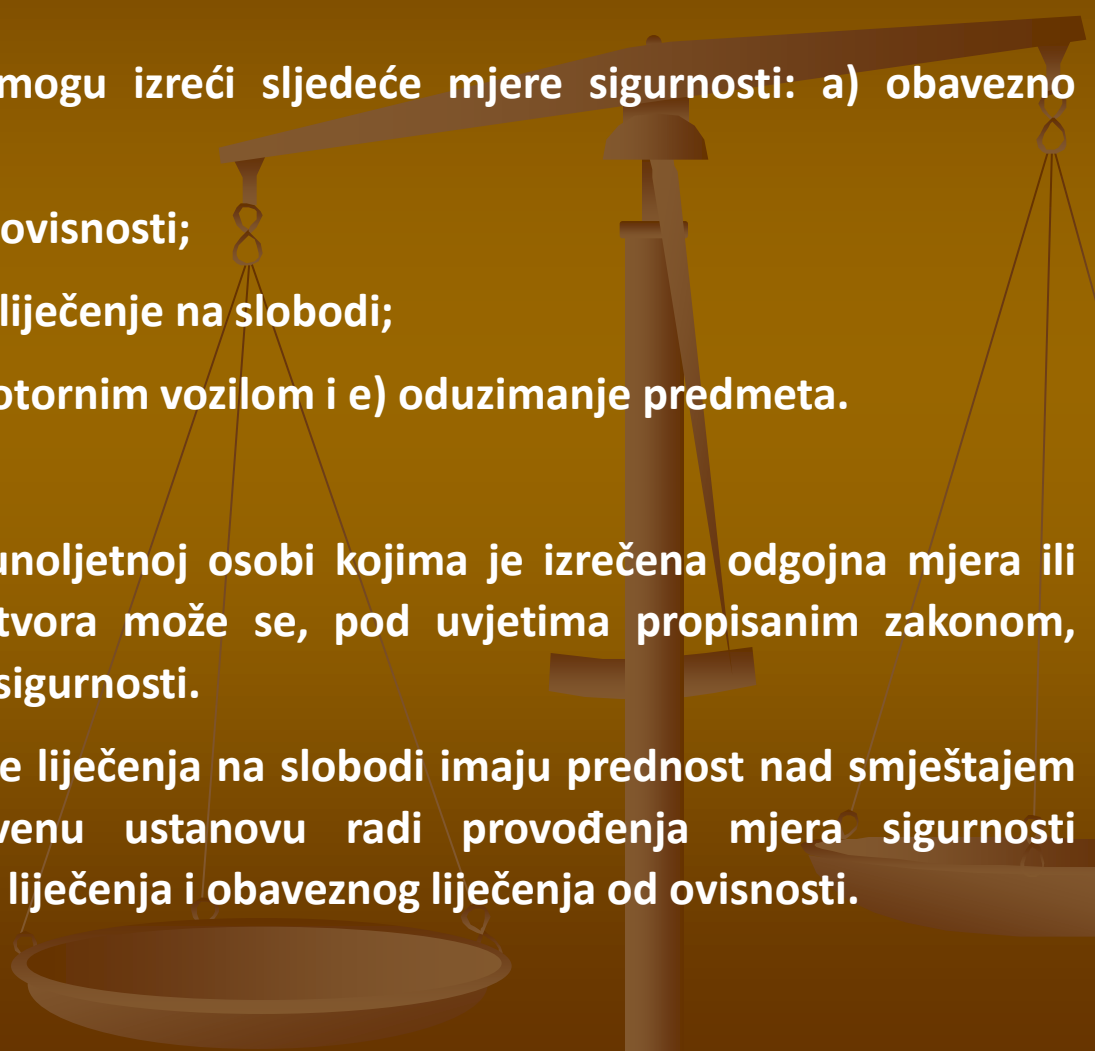 mogu izreći sljedeće mjere sigurnosti: a) obavezno
ovisnosti;
liječenje na slobodi;
otornim vozilom i e) oduzimanje predmeta.
unoljetnoj osobi kojima je izrečena odgojna mjera ili
tvora može se, pod uvjetima propisanim zakonom,
sigurnosti.
e liječenja na slobodi imaju prednost nad smještajem
venu ustanovu radi provođenja mjera sigurnosti
liječenja i obaveznog liječenja od ovisnosti.